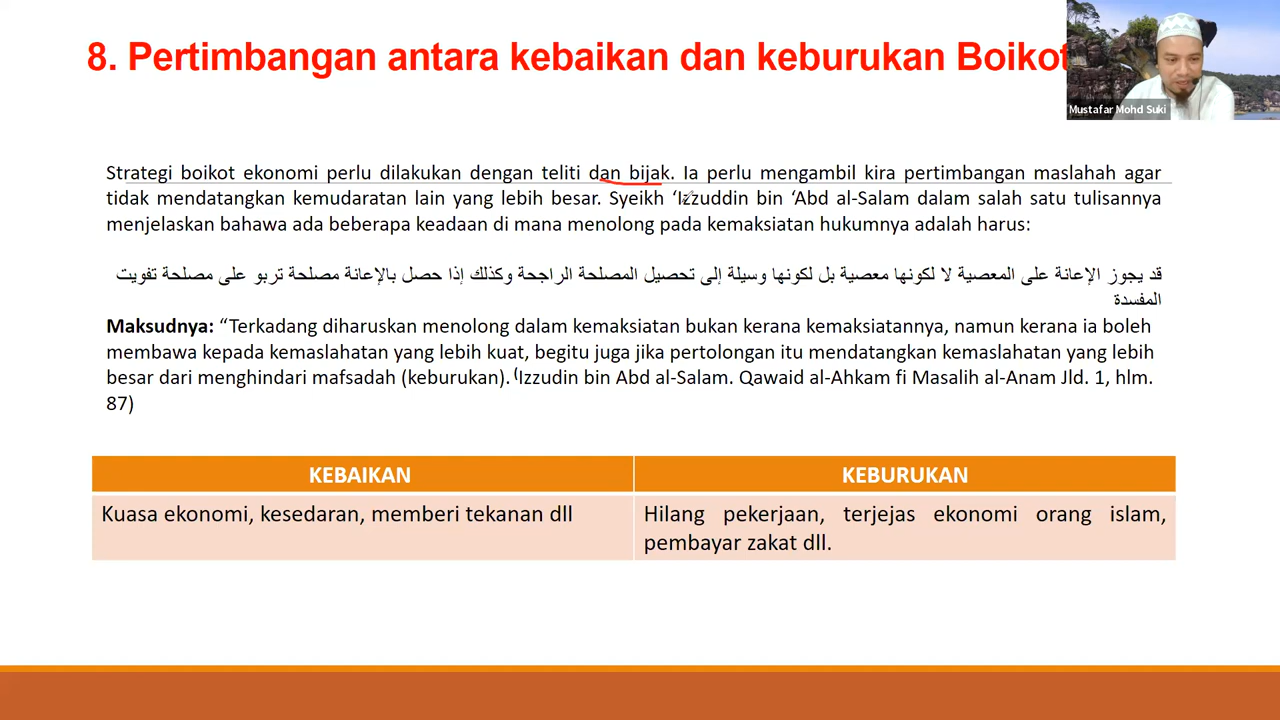 8. Pertimbangan antara kebaikan dan keburukan Boikot
Mustafar Mohd Suki
Strategi boikot ekonomi perlu dilakukan dengan teliti dan bijak. Ia perlu mengambil kira pertimbangan maslahah agar
tidak mendatangkan kemudaratan lain yang lebih besar. Syeikh ‘Izzuddin bin ‘Abd al-Salam dalam salah satu tulisannya
menjelaskan bahawa ada beberapa keadaan di mana menolong pada kemaksiatan hukumnya adalah harus:
قد يجوز الإعانة على المعصية لا لكونها معصية بل لكونها وسيلة إلى تحصيل المصلحة الراجحة وكذلك إذا حصل بالإعانة مصلحة تربو على مصلحة تفويت
المفسدة
Maksudnya: “Terkadang diharuskan menolong dalam kemaksiatan bukan kerana kemaksiatannya, namun kerana ia boleh
membawa kepada kemaslahatan yang lebih kuat, begitu juga jika pertolongan itu mendatangkan kemaslahatan yang lebih
besar dari menghindari mafsadah (keburukan). (Izzudin bin Abd al-Salam. Qawaid al-Ahkam fi Masalih al-Anam Jld. 1, hlm.
87)
KEBAIKAN
KEBURUKAN
Kuasa ekonomi, kesedaran, memberi tekanan dll
Hilang pekerjaan, terjejas ekonomi orang islam,
pembayar zakat dll.